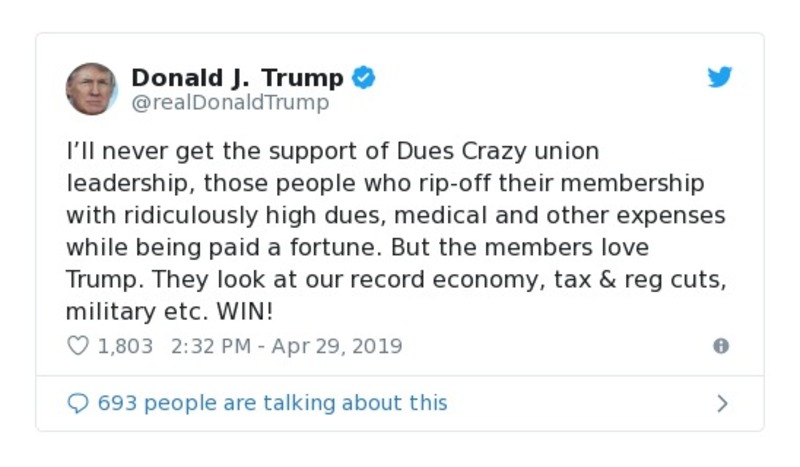 Donald J. Trump
@realDonaldTrump
I’ll never get the support of Dues Crazy union
leadership, those people who rip-off their membership
with ridiculously high dues, medical and other expenses
while being paid a fortune. But the members love
Trump. They look at our record economy, tax & reg cuts,
military etc. WIN!
1,803 2:32 PM - Apr 29, 2019
693 people are talking about this